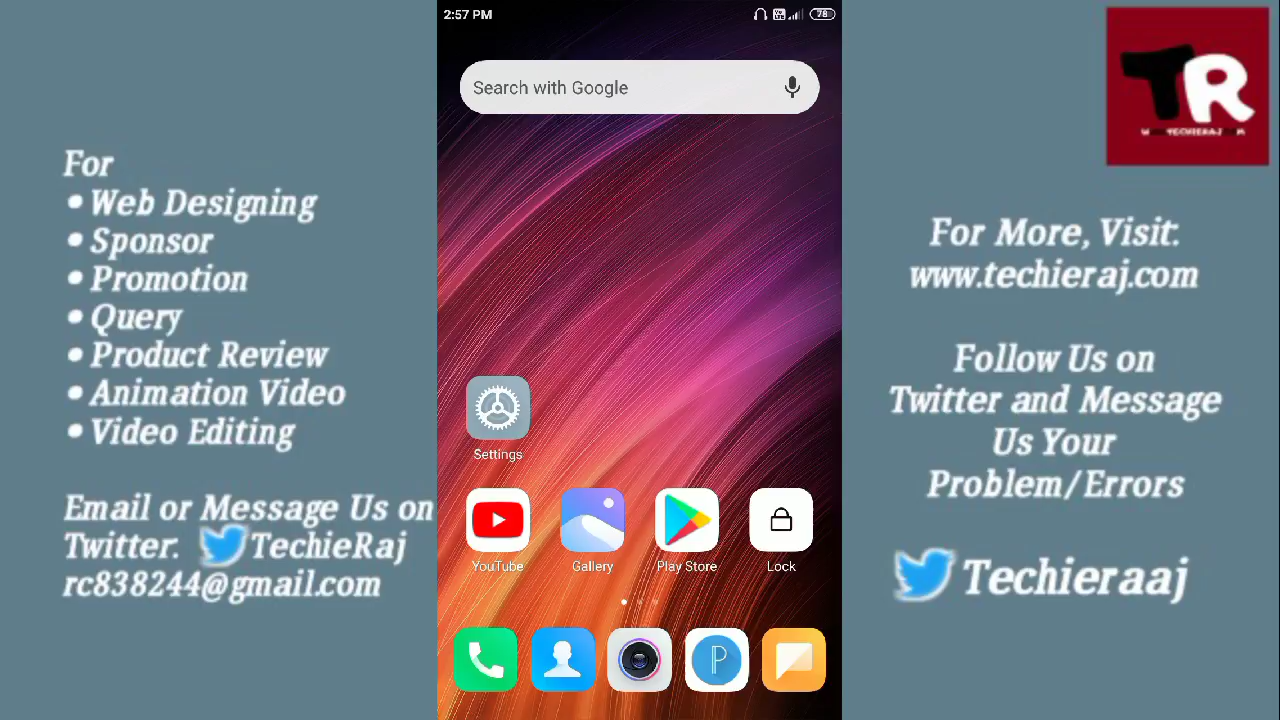 2:57 PM
78
Search with Google
TR
For
• Web Designing
• Sponsor
• Promotion
• Query
• Product Review
• Animation Video
• Video Editing
Email or Message Us on
Twitter. TechieRaj
rc838244@gmail.com
Settings
YouTube
Gallery
Play Store
Lock
P
For More, Visit:
www.techieraj.com
Follow Us on
Twitter and Message
Us Your
Problem/Errors
Techieraaj